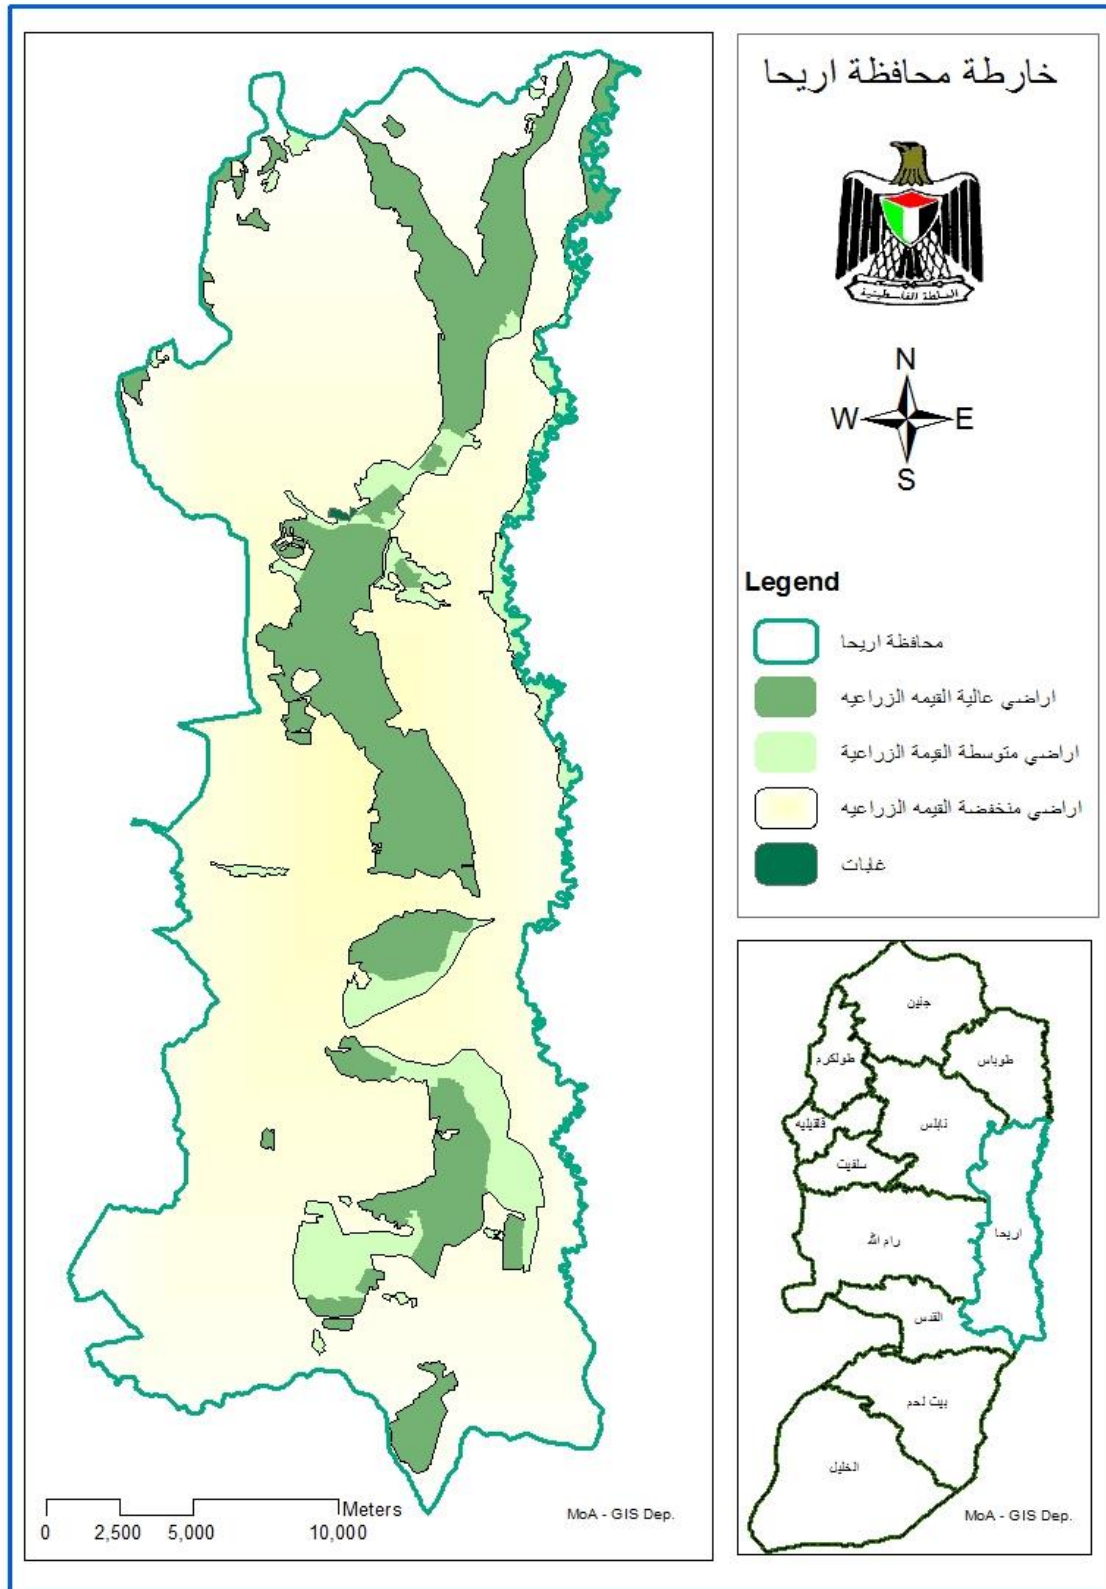 خارطة محافظة اريحا
السلطة الفلسطينية
N
W E
S
Legend
محافظة اريحا
اراضي عالية القيمه الزراعيه
اراضي متوسطة القيمة الزراعية
اراضي منخفضة القيمه الزراعيه
غابات
Meters
0 2,500 5,000 10,000
MoA - GIS Dep.
جنين
طوباس
طولكرم
نابلس
قلقيليه
سلفيت
اريحا
رام الله
القدس
بيت لحم
الخليل
MoA - GIS Dep.